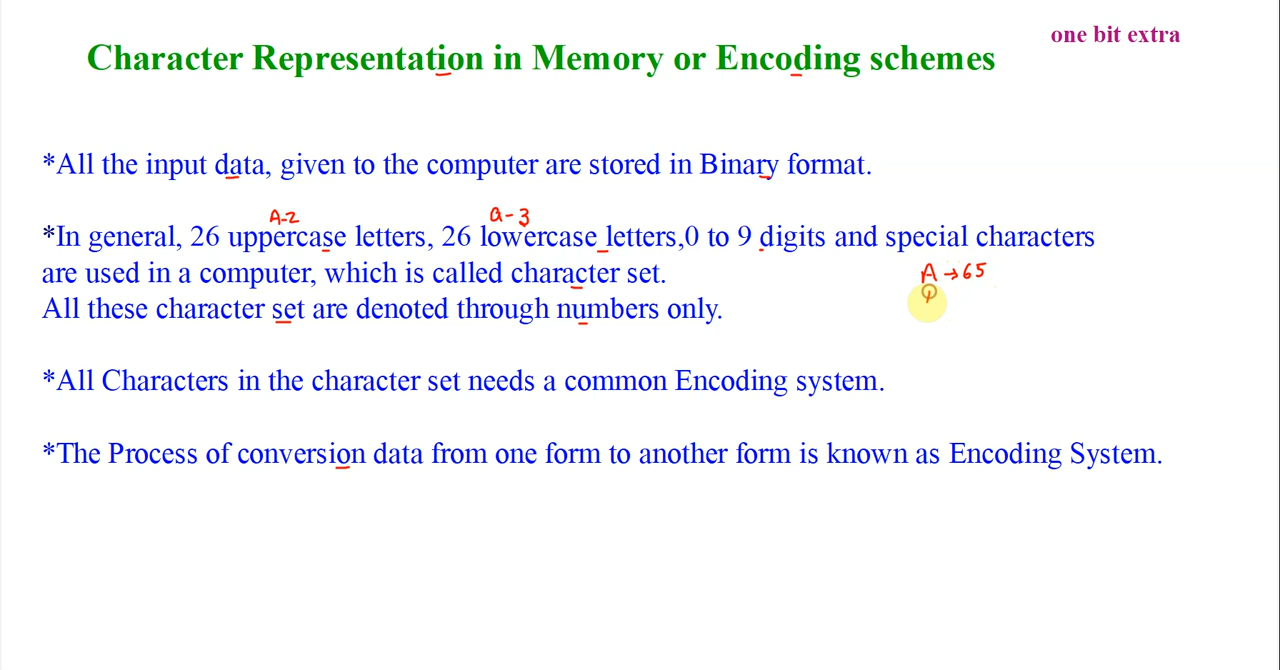 one bit extra
Character Representation in Memory or Encoding schemes
*All the input data, given to the computer are stored in Binary format.
A-Z a-z
*In general, 26 uppercase letters, 26 lowercase letters,0 to 9 digits and special characters
are used in a computer, which is called character set.
A→65
All these character set are denoted through numbers only.
*All Characters in the character set needs a common Encoding system.
*The Process of conversion data from one form to another form is known as Encoding System.